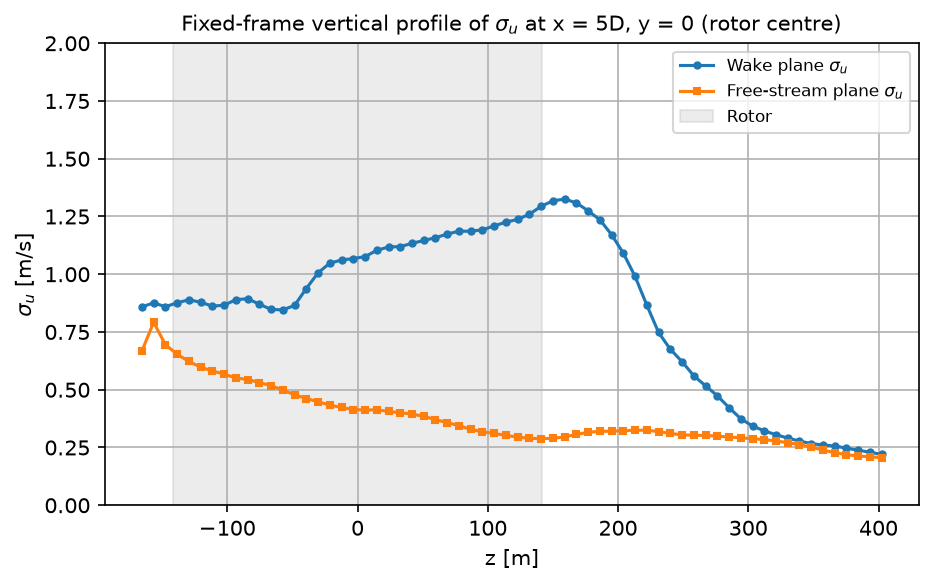 Fixed-frame vertical profile of σ_u at x = 5D, y = 0 (rotor centre)
2.00
1.75
1.50
1.25
1.00
0.75
0.50
0.25
0.00
σ_u [m/s]
Wake plane σ_u
Free-stream plane σ_u
Rotor
−100
0
100
200
300
400
z [m]